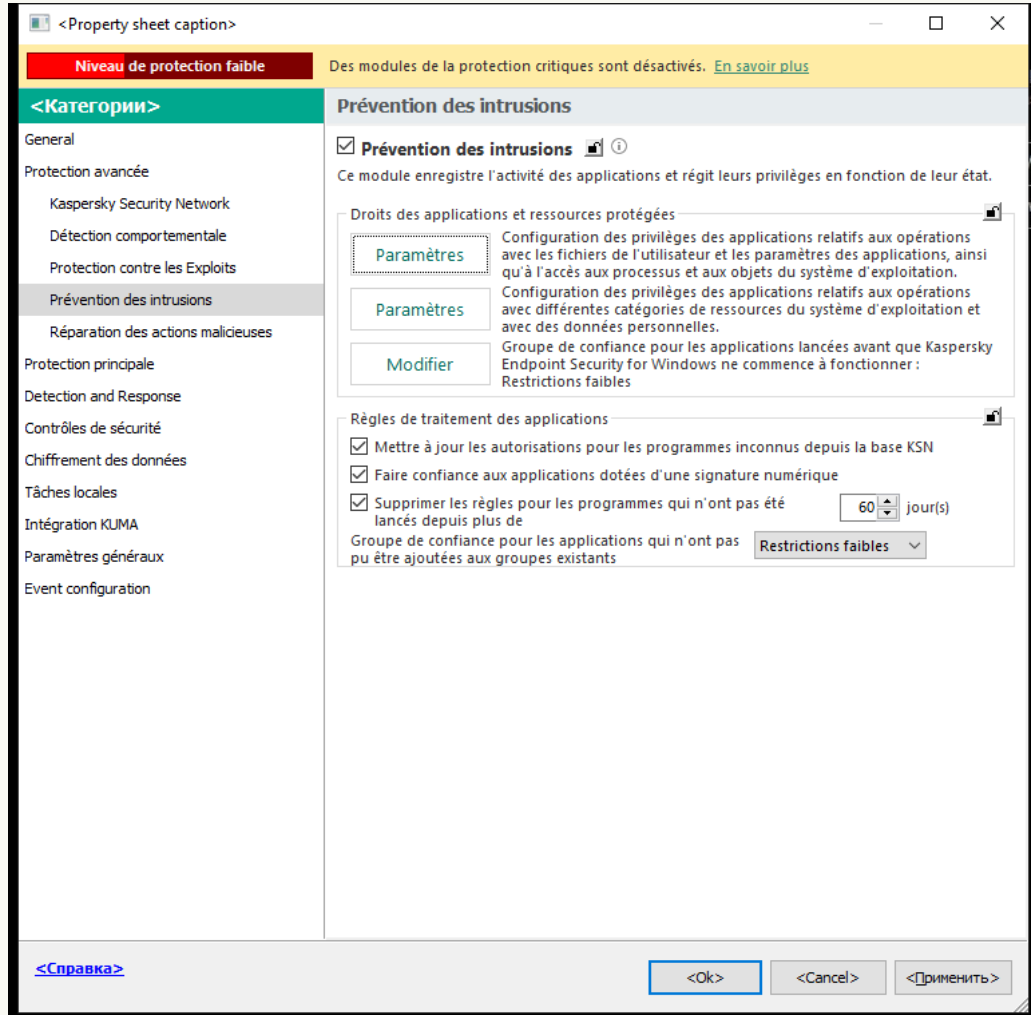 <Property sheet caption>
Niveau de protection faible
Des modules de la protection critiques sont désactivés. En savoir plus
<Категории>
General
Protection avancée
Kaspersky Security Network
Détection comportementale
Protection contre les Exploits
Prévention des intrusions
Réparation des actions malicieuses
Protection principale
Detection and Response
Contrôles de sécurité
Chiffrement des données
Tâches locales
Intégration KUMA
Paramètres généraux
Event configuration
Prévention des intrusions
Prévention des intrusions
Ce module enregistre l'activité des applications et régit leurs privilèges en fonction de leur état.
Droits des applications et ressources protégées
Paramètres
Configuration des privilèges des applications relatifs aux opérations
avec les fichiers de l'utilisateur et les paramètres des applications, ainsi
qu'à l'accès aux processus et aux objets du système d'exploitation.
Paramètres
Configuration des privilèges des applications relatifs aux opérations
avec différentes catégories de ressources du système d'exploitation et
avec des données personnelles.
Modifier
Groupe de confiance pour les applications lancées avant que Kaspersky
Endpoint Security for Windows ne commence à fonctionner :
Restrictions faibles
Règles de traitement des applications
Mettre à jour les autorisations pour les programmes inconnus depuis la base KSN
Faire confiance aux applications dotées d'une signature numérique
Supprimer les règles pour les programmes qui n'ont pas été
lancés depuis plus de
60 jour(s)
Groupe de confiance pour les applications qui n'ont pas
pu être ajoutées aux groupes existants
Restrictions faibles
<Справка>
<Ok>
<Cancel>
<Применить>